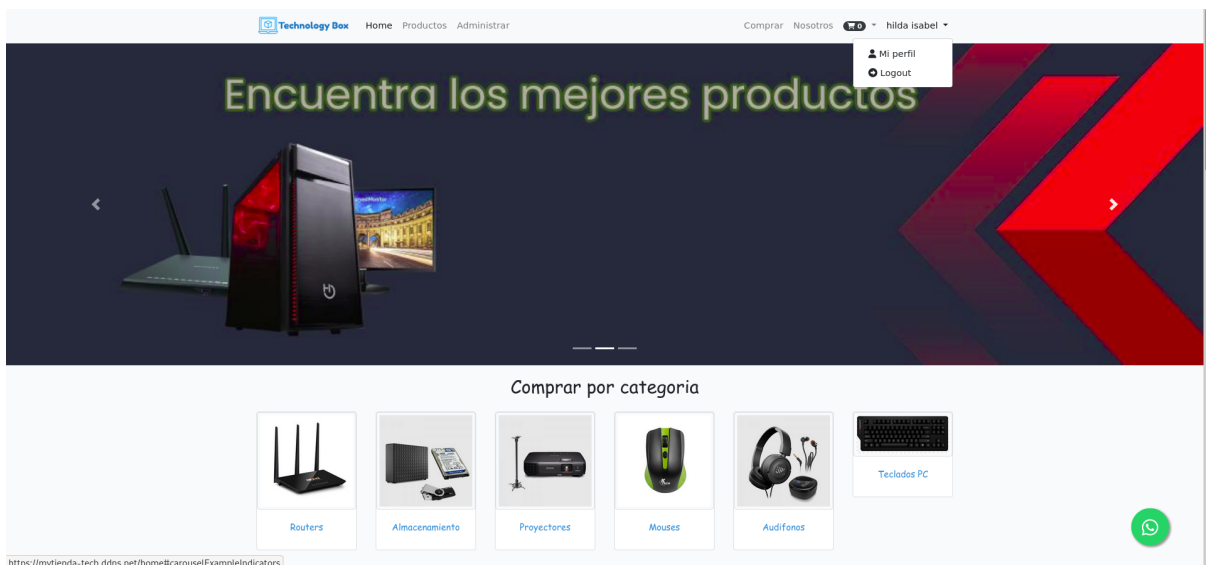 Technology Box Home Productos Administrar Comprar Nosotros 0 hilda isabel
Mi perfil
Logout
Encuentra los mejores productos
Comprar por categoria
Routers Almacenamiento Proyectores Mouses Audifonos Teclados PC
https://mytienda-tech.ddns.net/home#carouselExampleIndicators